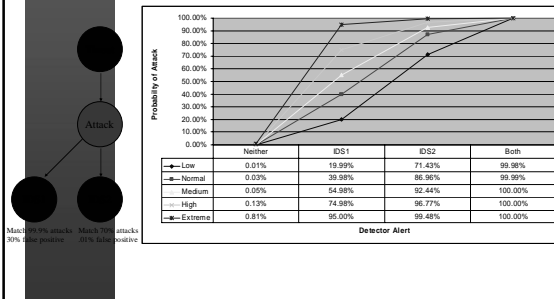 Attack
Match 99.9% attacks
30% false positive
Match 70% attacks
.01% false positive
Probablity of Attack
100.00%
90.00%
80.00%
70.00%
60.00%
50.00%
40.00%
30.00%
20.00%
10.00%
0.00%
Neither IDS1 IDS2 Both
Low 0.01% 19.99% 71.43% 99.98%
Normal 0.03% 39.98% 86.96% 99.99%
Medium 0.05% 54.98% 92.44% 100.00%
High 0.13% 74.98% 96.77% 100.00%
Extreme 0.81% 95.00% 99.48% 100.00%
Detector Alert